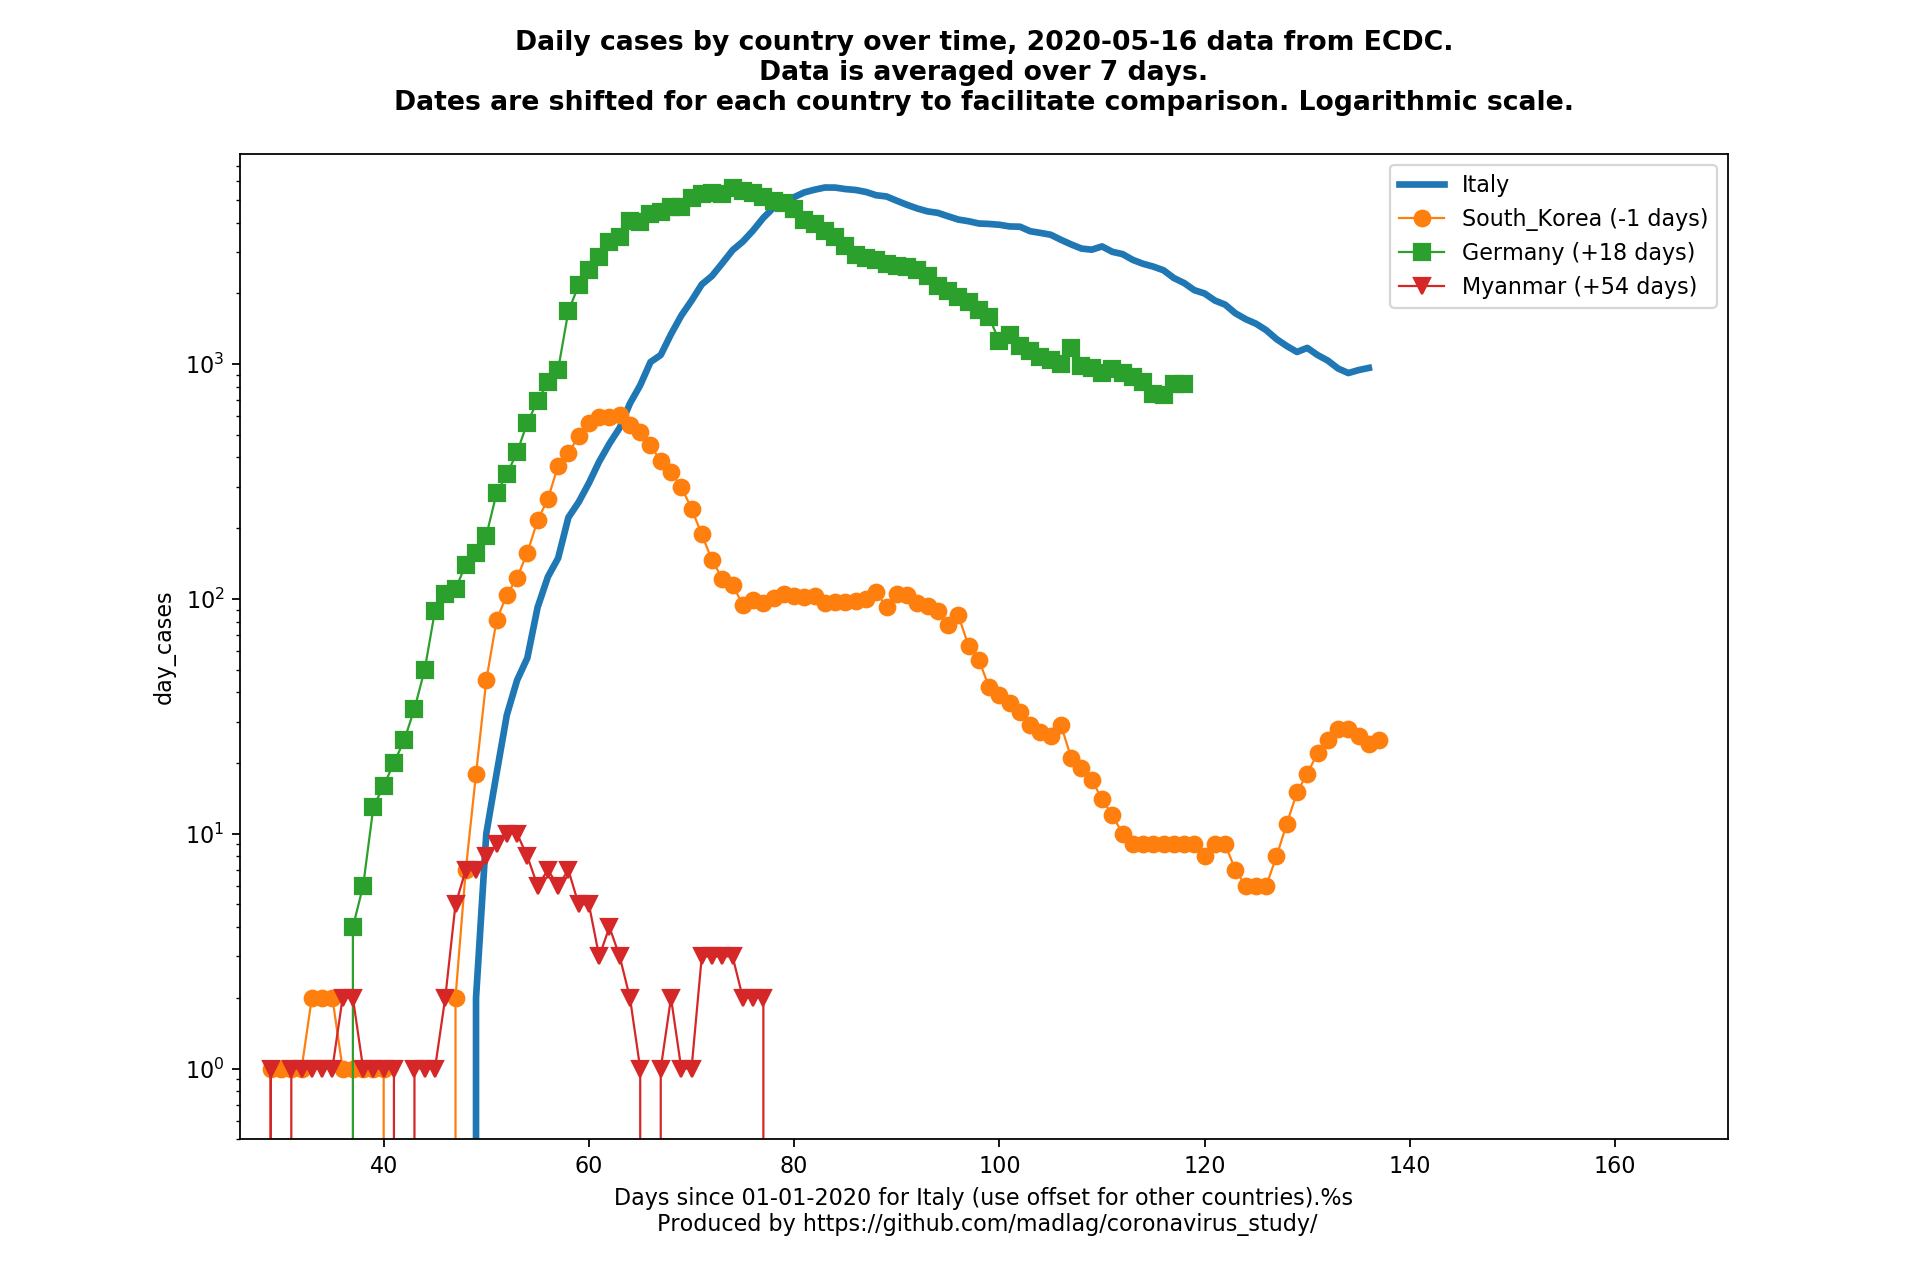 Daily cases by country over time, 2020-05-16 data from ECDC.
Data is averaged over 7 days.
Dates are shifted for each country to facilitate comparison. Logarithmic scale.
Italy
South_Korea (-1 days)
Germany (+18 days)
Myanmar (+54 days)
day_cases
10³
10²
10¹
10⁰
40 60 80 100 120 140 160
Days since 01-01-2020 for Italy (use offset for other countries).%s
Produced by https://github.com/madlag/coronavirus_study/